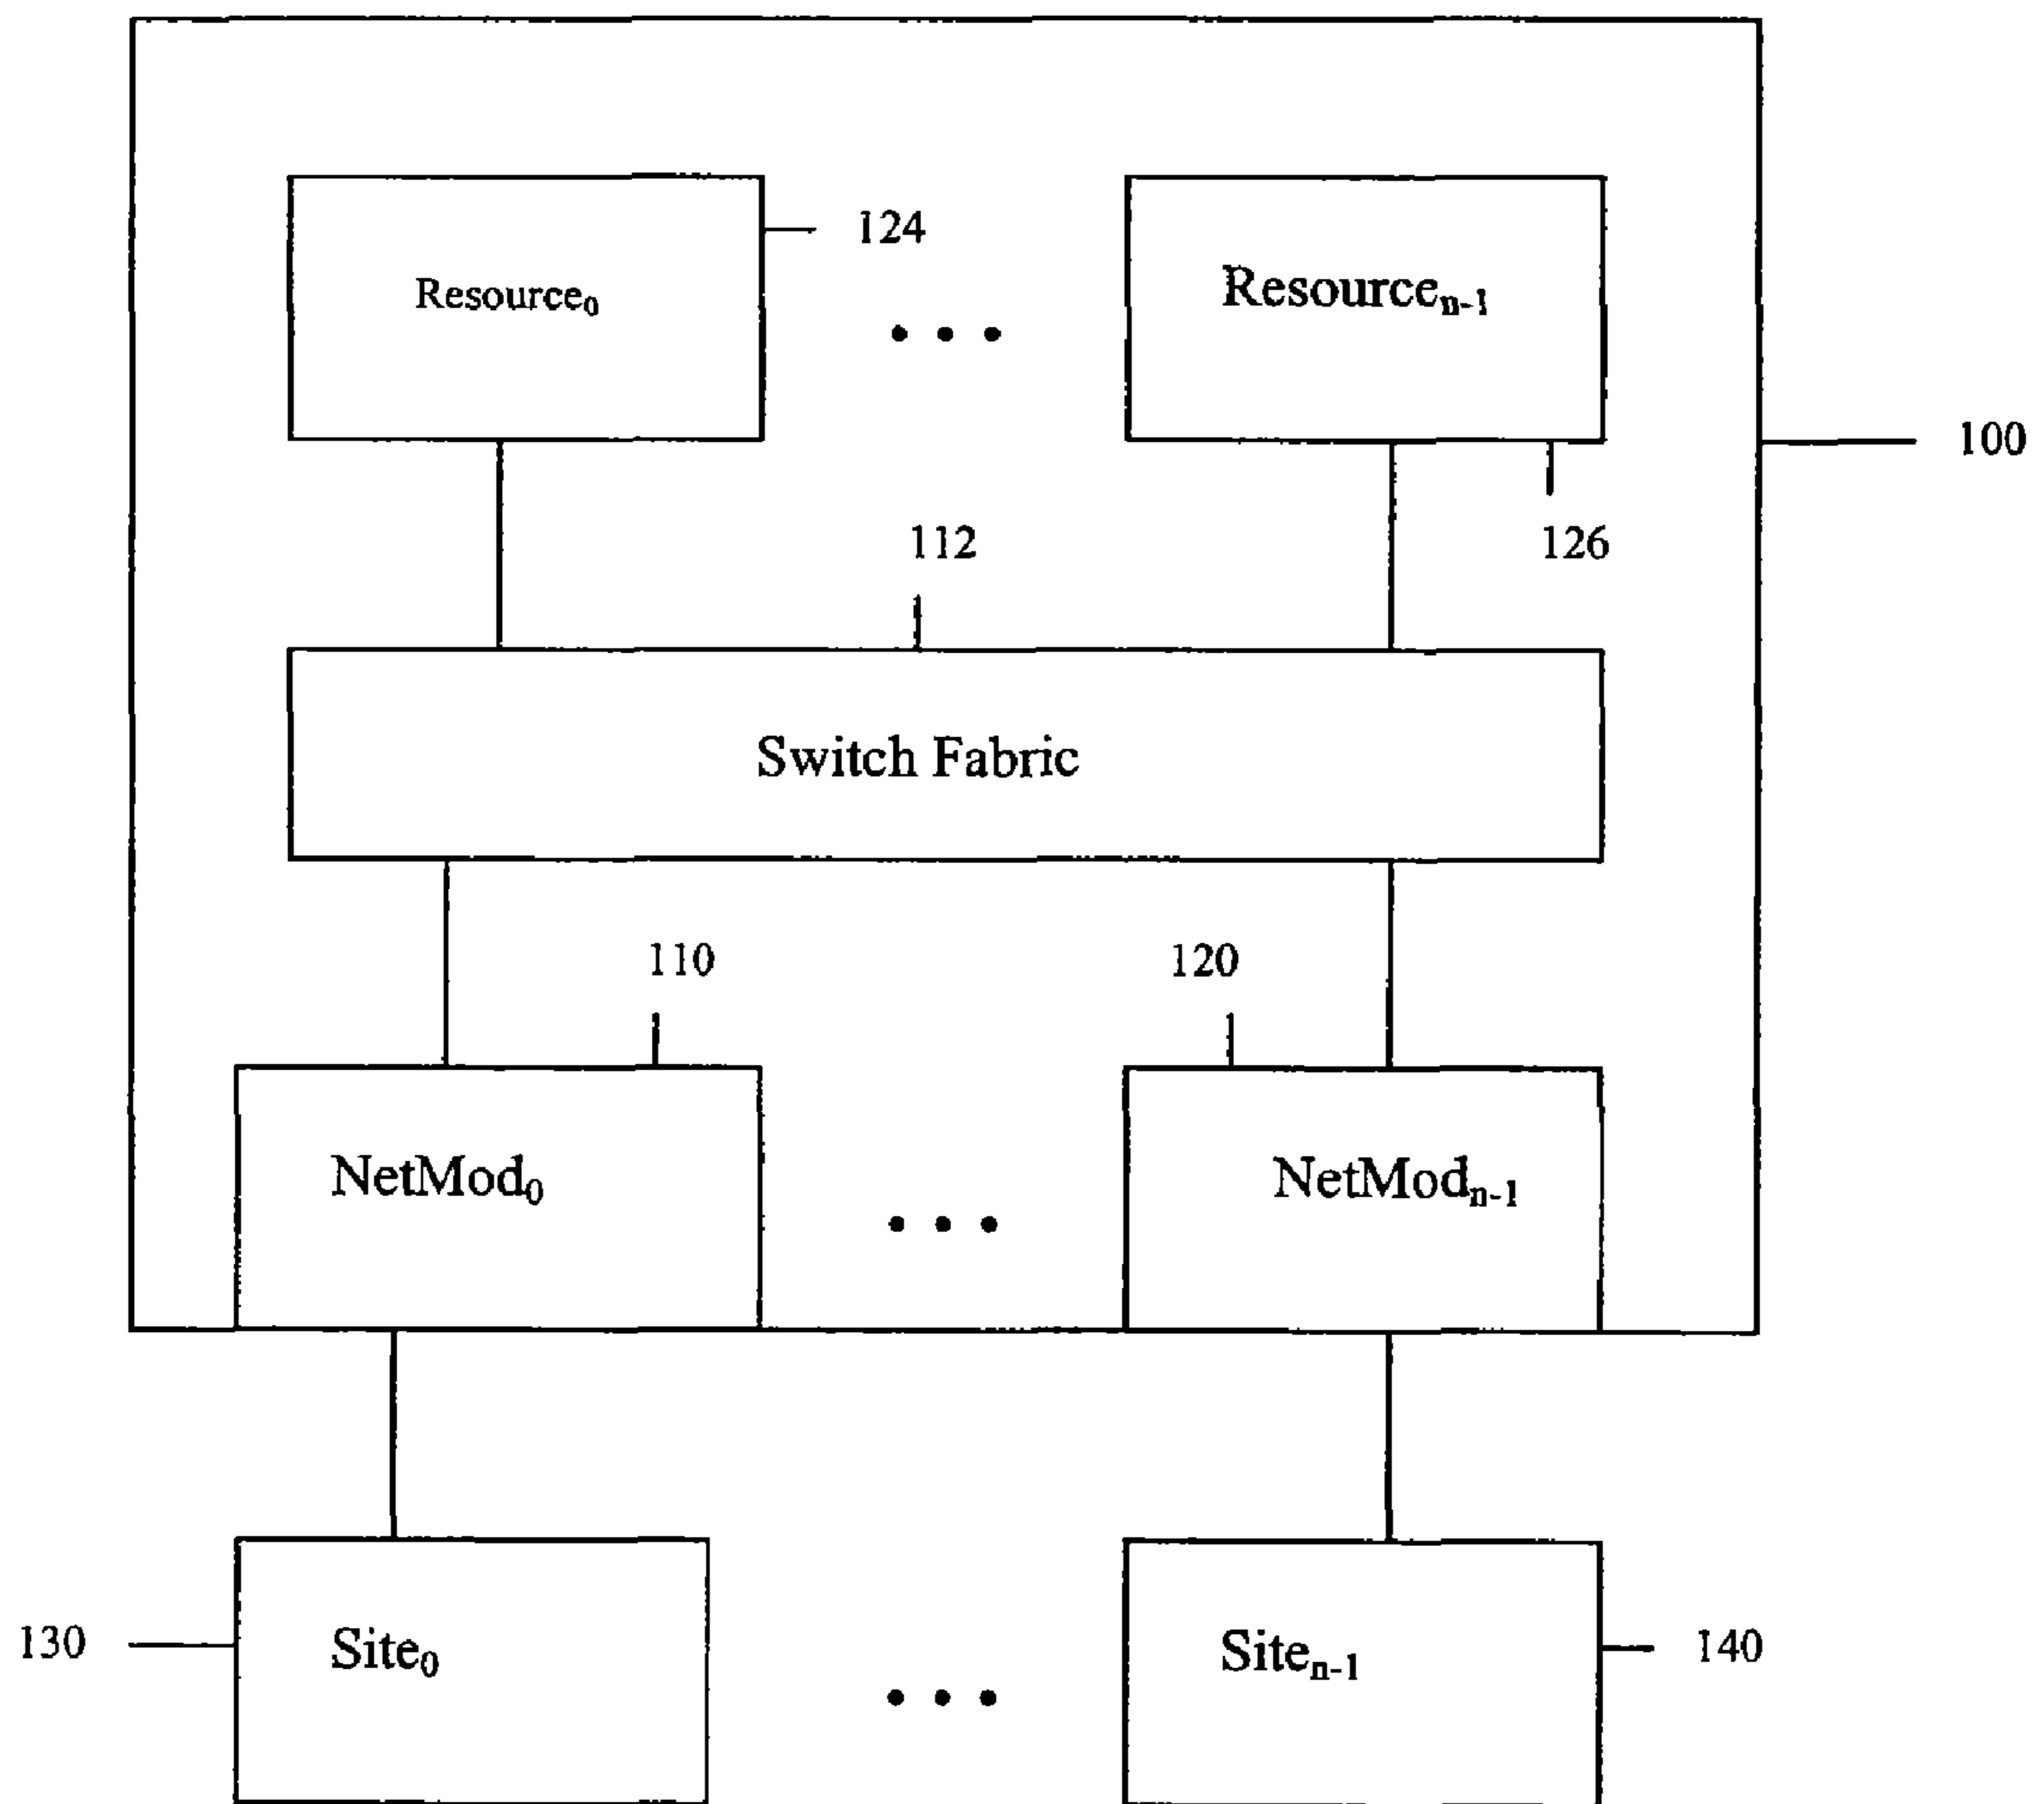 124
Resource₀
Resourceₙ₋₁
• • •
100
112
126
Switch Fabric
110
120
NetMod₀
NetModₙ₋₁
• • •
130
Site₀
Siteₙ₋₁
140
• • •